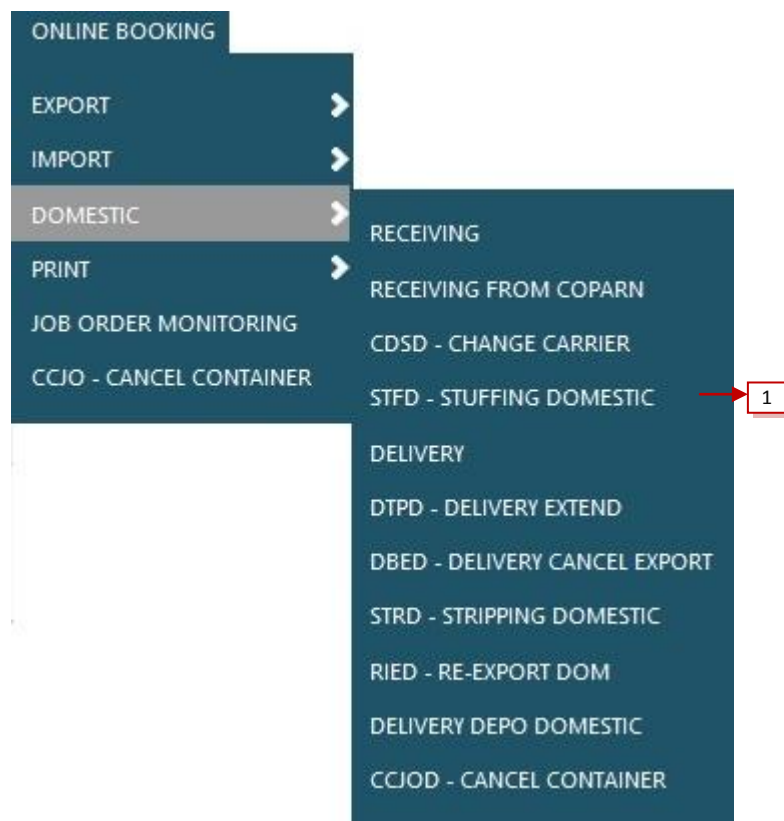 ONLINE BOOKING
EXPORT
IMPORT
DOMESTIC
PRINT
JOB ORDER MONITORING
CCJO - CANCEL CONTAINER
RECEIVING
RECEIVING FROM COPARN
CDSD - CHANGE CARRIER
STFD - STUFFING DOMESTIC
1
DELIVERY
DTPD - DELIVERY EXTEND
DBED - DELIVERY CANCEL EXPORT
STRD - STRIPPING DOMESTIC
RIED - RE-EXPORT DOM
DELIVERY DEPO DOMESTIC
CCJOD - CANCEL CONTAINER